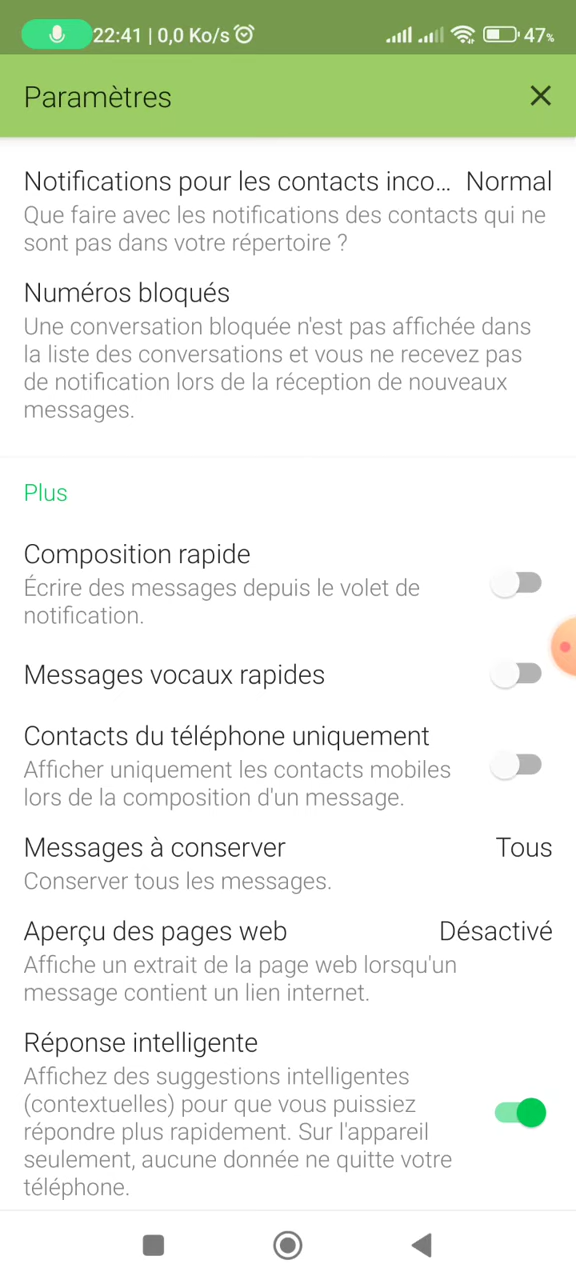 22:41 | 0,0 Ko/s 47%
Paramètres
Notifications pour les contacts inco... Normal
Que faire avec les notifications des contacts qui ne
sont pas dans votre répertoire ?
Numéros bloqués
Une conversation bloquée n'est pas affichée dans
la liste des conversations et vous ne recevez pas
de notification lors de la réception de nouveaux
messages.
Plus
Composition rapide
Écrire des messages depuis le volet de
notification.
Messages vocaux rapides
Contacts du téléphone uniquement
Afficher uniquement les contacts mobiles
lors de la composition d'un message.
Messages à conserver Tous
Conserver tous les messages.
Aperçu des pages web Désactivé
Affiche un extrait de la page web lorsqu'un
message contient un lien internet.
Réponse intelligente
Affichez des suggestions intelligentes
(contextuelles) pour que vous puissiez
répondre plus rapidement. Sur l'appareil
seulement, aucune donnée ne quitte votre
téléphone.